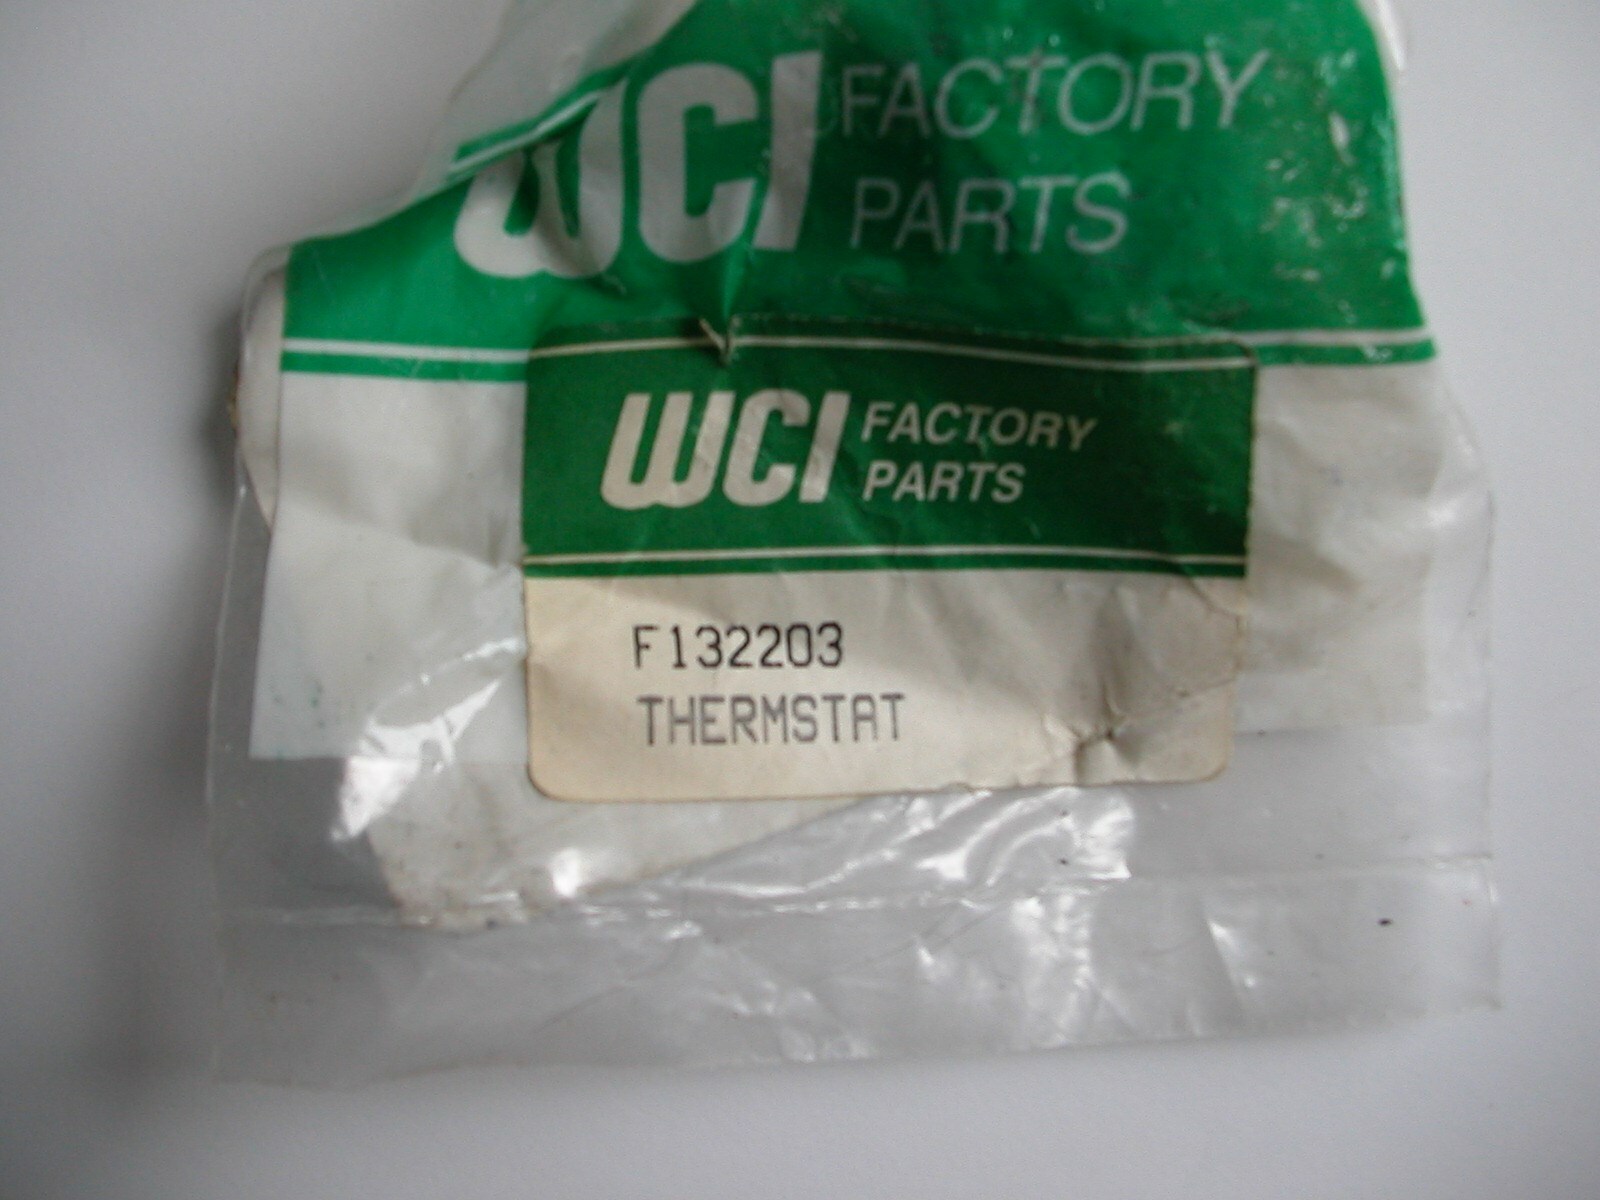 WCI FACTORY
PARTS
WCI FACTORY
PARTS
F132203
THERMSTAT